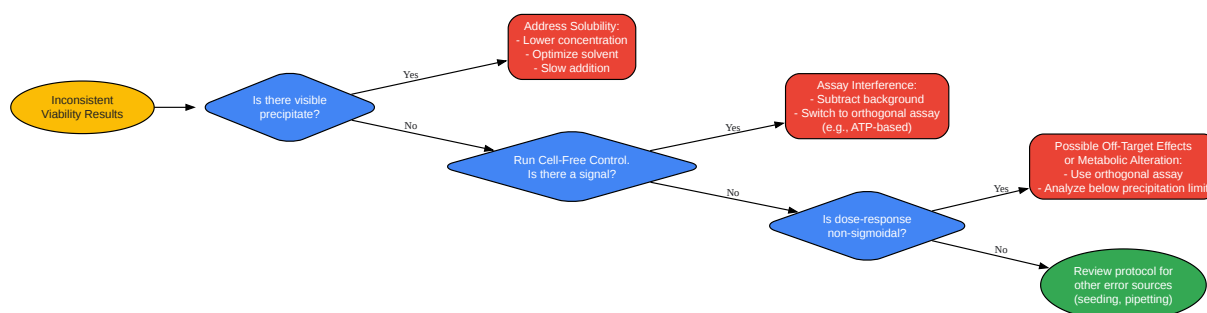 Inconsistent
Viability Results
Is there visible
precipitate?
Yes
Address Solubility:
- Lower concentration
- Optimize solvent
- Slow addition
No
Run Cell-Free Control.
Is there a signal?
Yes
Assay Interference:
- Subtract background
- Switch to orthogonal assay
(e.g., ATP-based)
No
Is dose-response
non-sigmoidal?
Yes
Possible Off-Target Effects
or Metabolic Alteration:
- Use orthogonal assay
- Analyze below precipitation limit
No
Review protocol for
other error sources
(seeding, pipetting)